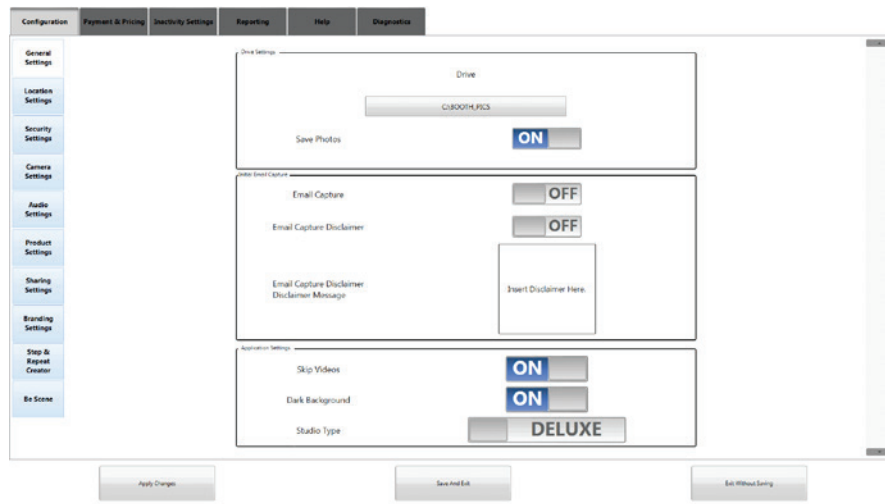 Configuration
Payment & Pricing
Inactivity Settings
Reporting
Help
Diagnostics
General
Settings
Location
Settings
Security
Settings
Camera
Settings
Audio
Settings
Product
Settings
Sharing
Settings
Branding
Settings
Step &
Repeat
Creator
Be Scene
Drive Settings
Drive
C:\BOOTH_PICS
Save Photos
ON
Initial Email Capture
Email Capture
OFF
Email Capture Disclaimer
OFF
Email Capture Disclaimer
Disclaimer Message
Insert Disclaimer Here.
Application Settings
Skip Videos
ON
Dark Background
ON
Studio Type
DELUXE
Apply Changes
Save And Exit
Exit Without Saving